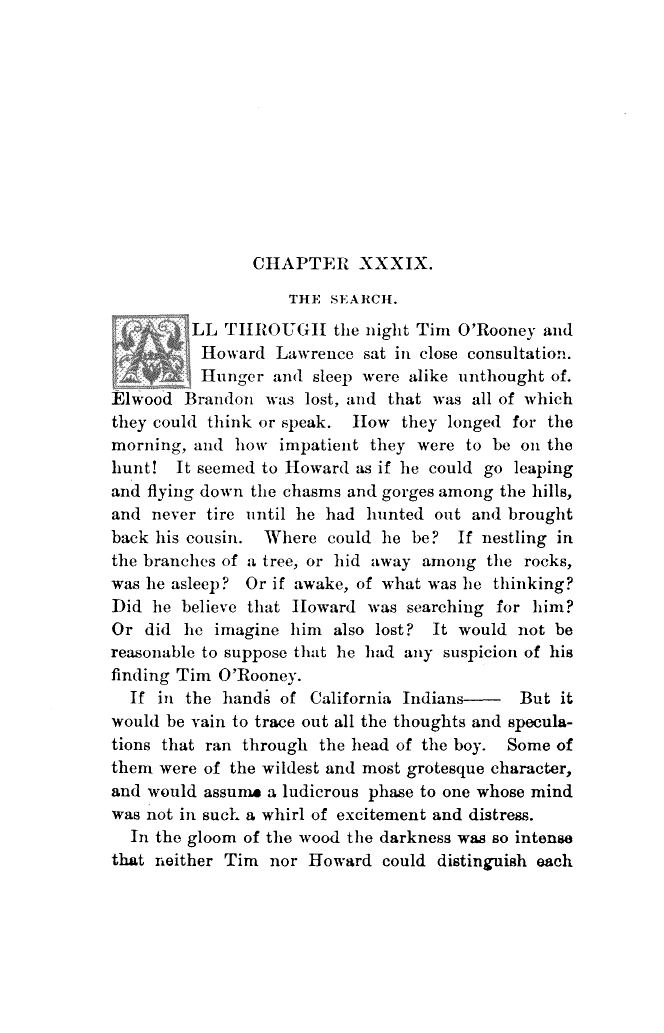 CHAPTER XXXIX.
THE SEARCH.
ALL THROUGH the night Tim O'Rooney and
Howard Lawrence sat in close consultation.
Hunger and sleep were alike unthought of.
Elwood Brandon was lost, and that was all of which
they could think or speak. How they longed for the
morning, and how impatient they were to be on the
hunt! It seemed to Howard as if he could go leaping
and flying down the chasms and gorges among the hills,
and never tire until he had hunted out and brought
back his cousin. Where could he be? If nestling in
the branches of a tree, or hid away among the rocks,
was he asleep? Or if awake, of what was he thinking?
Did he believe that Howard was searching for him?
Or did he imagine him also lost? It would not be
reasonable to suppose that he had any suspicion of his
finding Tim O'Rooney.
If in the hands of California Indians—— But it
would be vain to trace out all the thoughts and specula-
tions that ran through the head of the boy. Some of
them were of the wildest and most grotesque character,
and would assume a ludicrous phase to one whose mind
was not in such a whirl of excitement and distress.
In the gloom of the wood the darkness was so intense
that neither Tim nor Howard could distinguish each